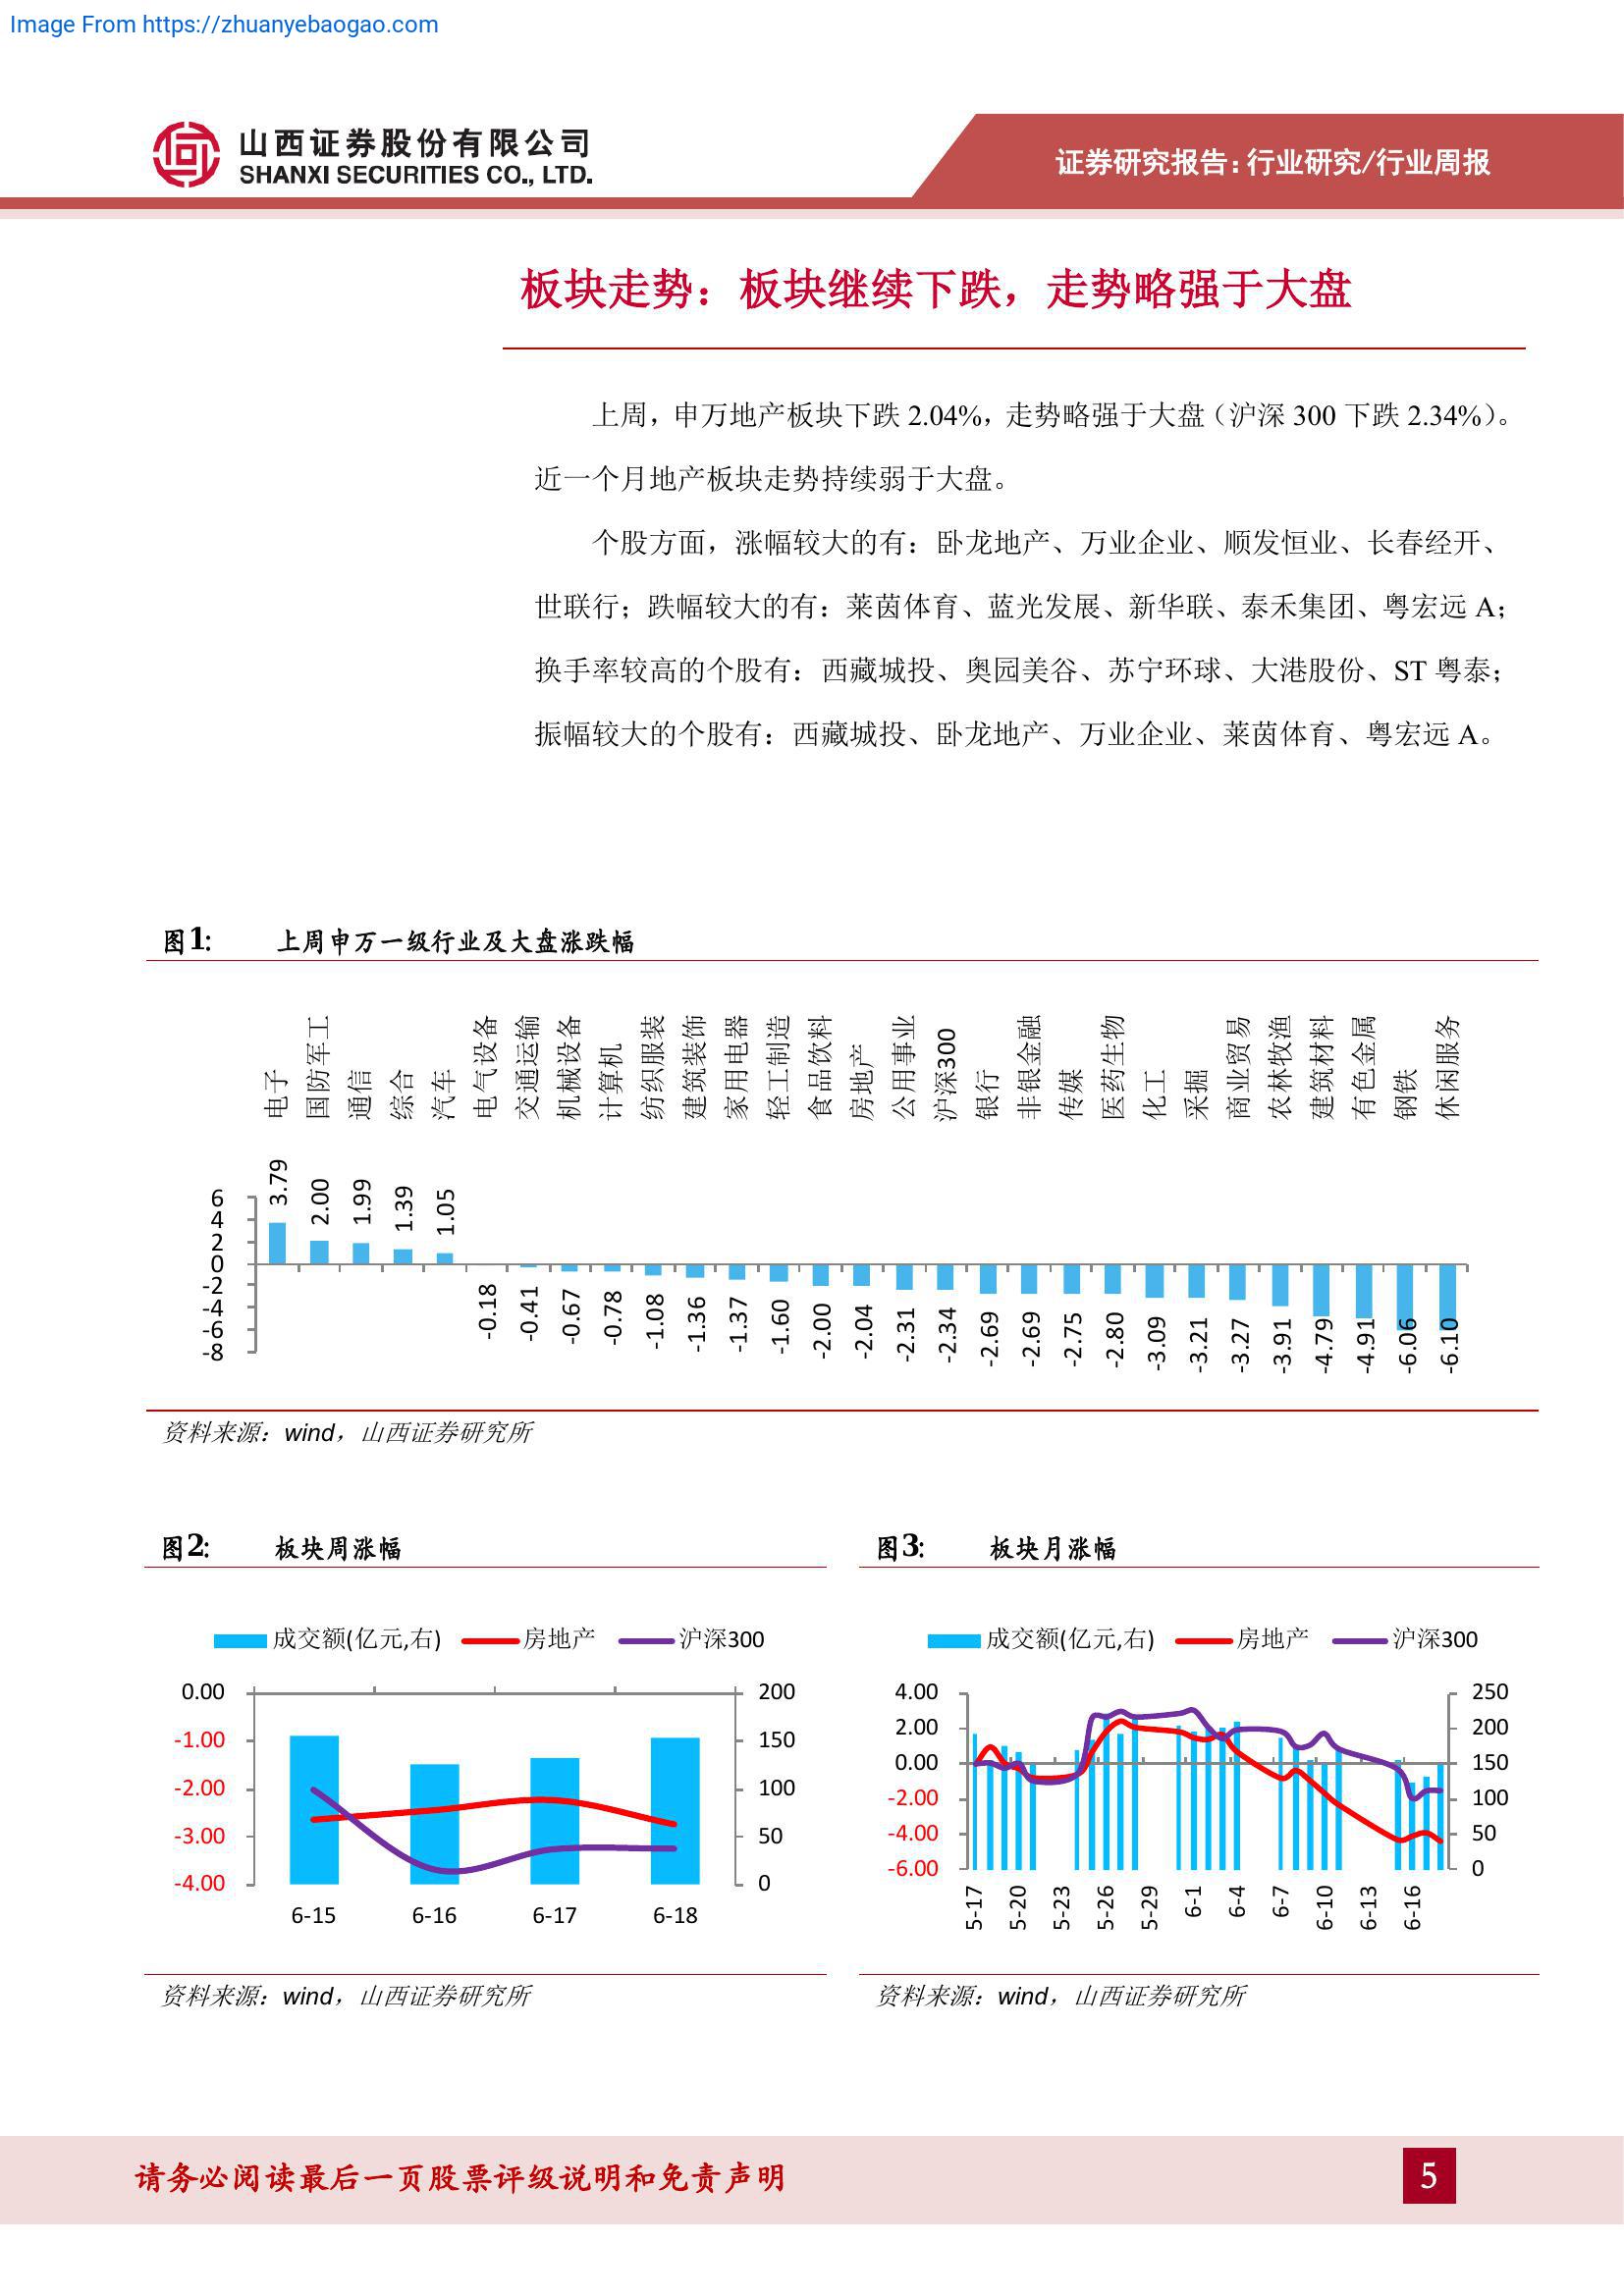 Image From https://zhuanyebaogao.com
山西证券股份有限公司
SHANXI SECURITIES CO., LTD.
证券研究报告:行业研究/行业周报
板块走势：板块继续下跌，走势略强于大盘
上周，申万地产板块下跌 2.04%，走势略强于大盘（沪深 300 下跌 2.34%）。
近一个月地产板块走势持续弱于大盘。
个股方面，涨幅较大的有：卧龙地产、万业企业、顺发恒业、长春经开、
世联行；跌幅较大的有：莱茵体育、蓝光发展、新华联、泰禾集团、粤宏远 A；
换手率较高的个股有：西藏城投、奥园美谷、苏宁环球、大港股份、ST 粤泰；
振幅较大的个股有：西藏城投、卧龙地产、万业企业、莱茵体育、粤宏远 A。
图1: 上周申万一级行业及大盘涨跌幅
电子 国防军工 通信 综合 汽车 电气设备 交通运输 机械设备 计算机 纺织服装 建筑装饰 家用电器 轻工制造 食品饮料 房地产 公用事业 沪深300 银行 非银金融 传媒 医药生物 化工 采掘 商业贸易 农林牧渔 建筑材料 有色金属 钢铁 休闲服务
3.79 2.00 1.99 1.39 1.05
6
4
2
0
-2
-4
-6
-8
-0.18 -0.41 -0.67 -0.78 -1.08 -1.36 -1.37 -1.60 -2.00 -2.04 -2.31 -2.34 -2.69 -2.69 -2.75 -2.80 -3.09 -3.21 -3.27 -3.91 -4.79 -4.91 -6.06 -6.10
资料来源：wind，山西证券研究所
图2: 板块周涨幅
成交额(亿元,右) 房地产 沪深300
0.00 200
-1.00 150
-2.00 100
-3.00 50
-4.00 0
6-15 6-16 6-17 6-18
资料来源：wind，山西证券研究所
图3: 板块月涨幅
成交额(亿元,右) 房地产 沪深300
4.00 250
2.00 200
0.00 150
-2.00 100
-4.00 50
-6.00 0
5-17 5-20 5-23 5-26 5-29 6-1 6-4 6-7 6-10 6-13 6-16
资料来源：wind，山西证券研究所
请务必阅读最后一页股票评级说明和免责声明
5